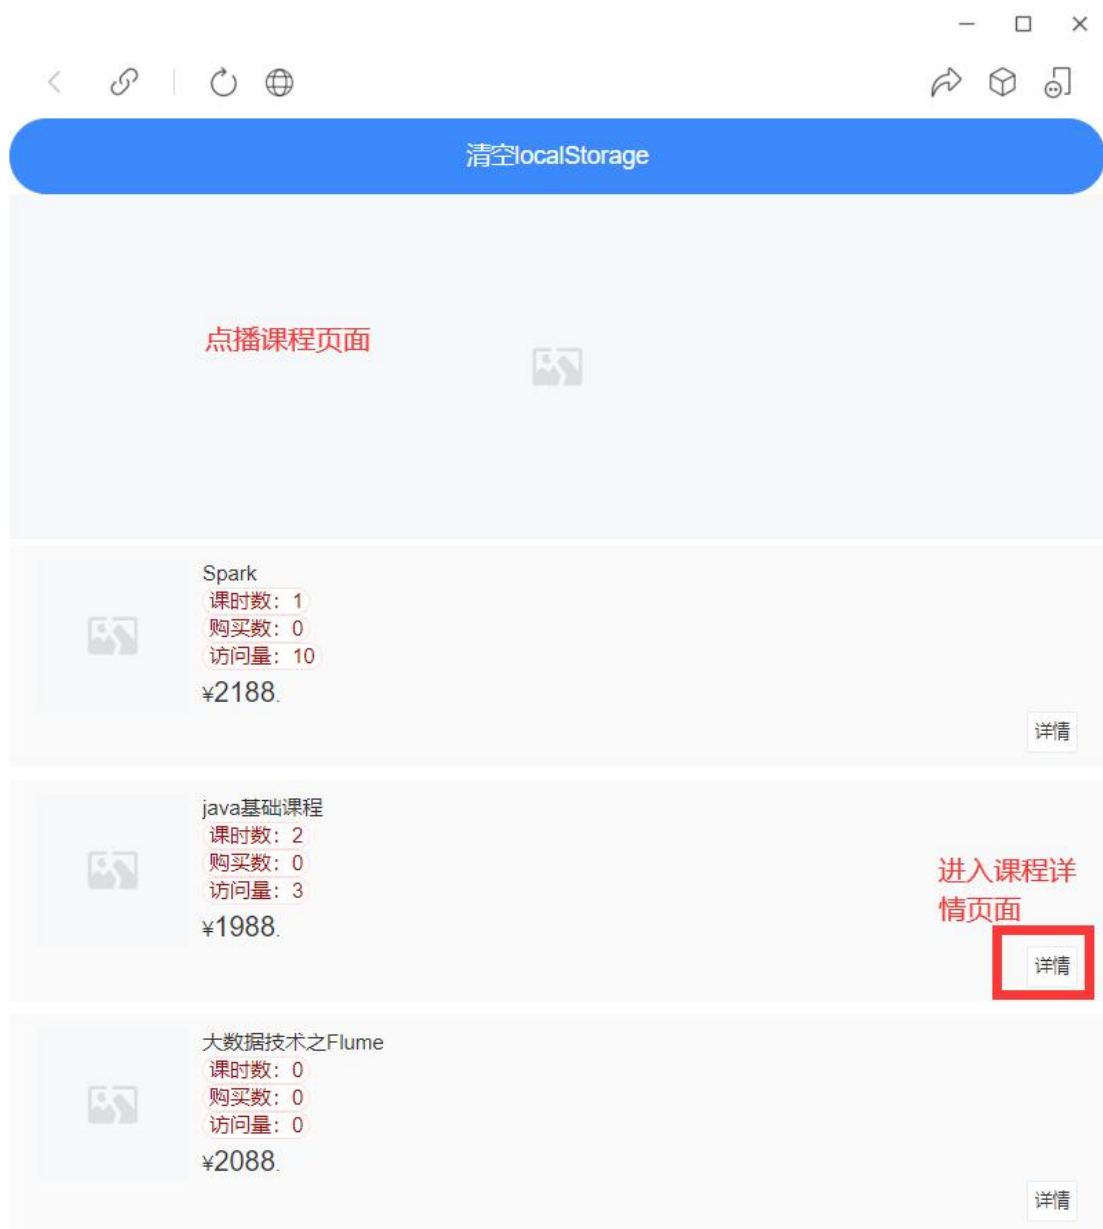 清空localStorage
点播课程页面
Spark
课时数：1
购买数：0
访问量：10
¥2188.
详情
java基础课程
课时数：2
购买数：0
访问量：3
¥1988.
进入课程详
情页面
详情
大数据技术之Flume
课时数：0
购买数：0
访问量：0
¥2088.
详情